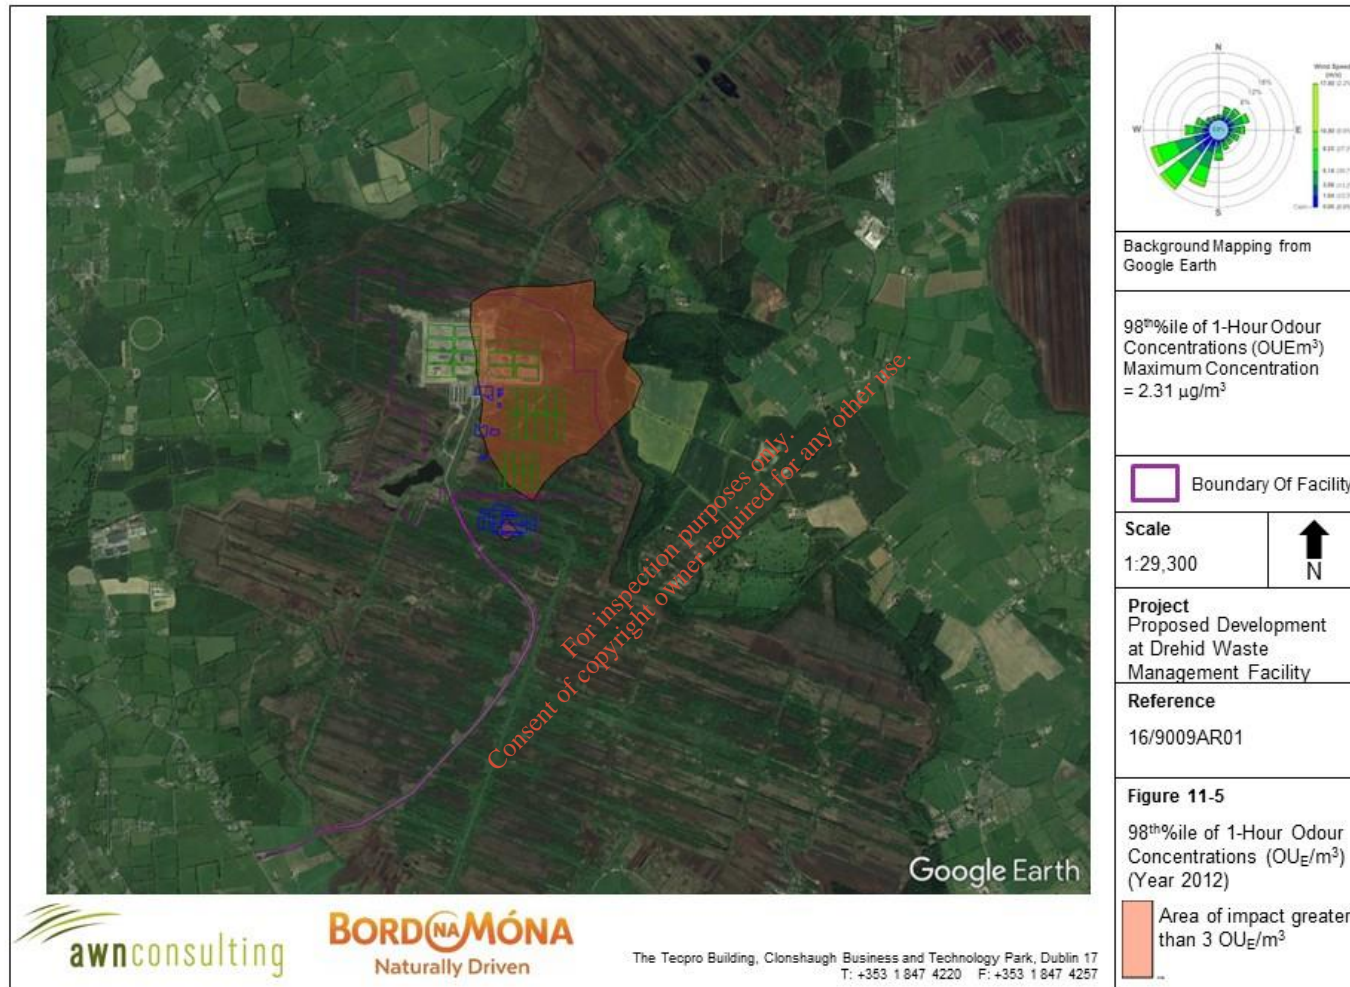 N
W
E
S
16%
12%
8%
Wind Speed
(m/s)
Background Mapping from
Google Earth
98th%ile of 1-Hour Odour
Concentrations (OUEm³)
Maximum Concentration
= 2.31 µg/m³
Boundary Of Facility
Scale
1:29,300
N
Project
Proposed Development
at Drehid Waste
Management Facility
Reference
16/9009AR01
Figure 11-5
98th%ile of 1-Hour Odour
Concentrations (OUE/m³)
(Year 2012)
Area of impact greater
than 3 OUE/m³
For inspection purposes only.
Consent of copyright owner required for any other use.
Google Earth
awnconsulting
BORD NA MÓNA
Naturally Driven
The Tecpro Building, Clonshaugh Business and Technology Park, Dublin 17
T: +353 1 847 4220 F: +353 1 847 4257